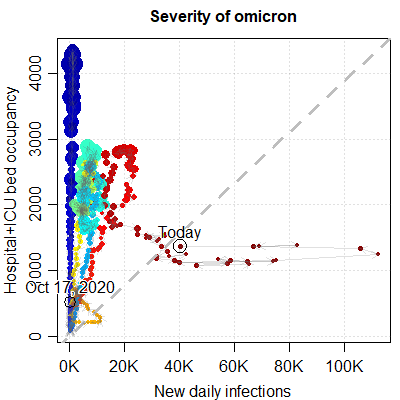 Severity of omicron
Hospital+ICU bed occupancy
4000
3000
2000
1000
0
Today
Oct 17, 2020
0K 20K 40K 60K 80K 100K
New daily infections